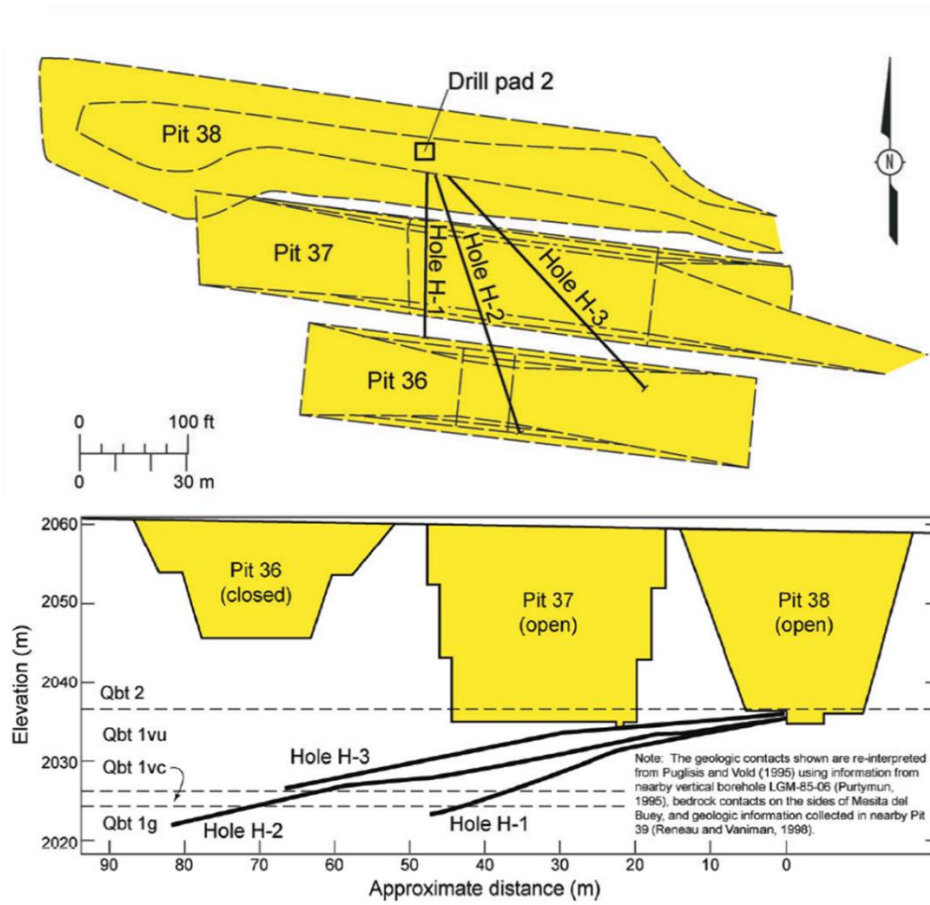 Drill pad 2
Pit 38
N
Pit 37
Hole H-1
Hole H-2
Hole H-3
Pit 36
0 100 ft
0 30 m
2060
2050
2040
2030
2020
Elevation (m)
Pit 36
(closed)
Pit 37
(open)
Pit 38
(open)
Qbt 2
Qbt 1vu
Qbt 1vc
Qbt 1g
Hole H-3
Hole H-2
Hole H-1
Note: The geologic contacts shown are re-interpreted
from Puglisis and Vold (1995) using information from
nearby vertical borehole LGM-85-06 (Purtymun,
1995), bedrock contacts on the sides of Mesita del
Buey, and geologic information collected in nearby Pit
39 (Reneau and Vaniman, 1998).
90 80 70 60 50 40 30 20 10 0
Approximate distance (m)